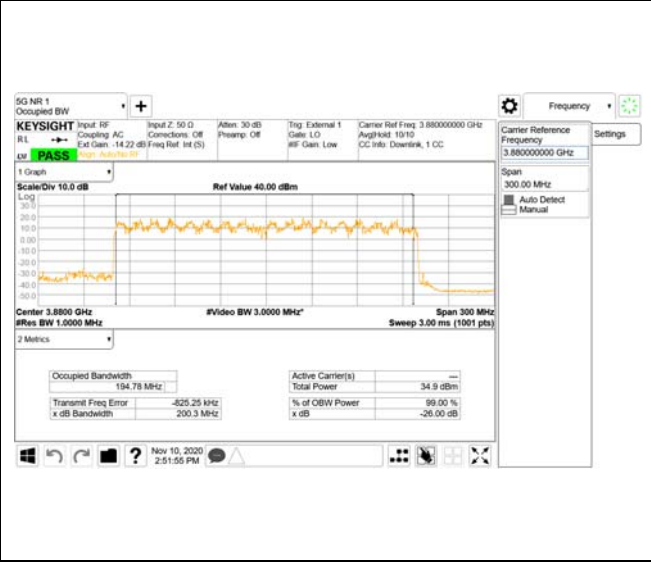 5G NR 1
Occupied BW
Frequency
KEYSIGHT
Input: RF
Input Z: 50 Ω
Atten: 30 dB
Trig: External 1
Carrier Ref Freq: 3.880000000 GHz
RL
Coupling: AC
Corrections: Off
Preamp: Off
Gate: LO
Avg|Hold: 10/10
Ext Gain: -14.22 dB
Freq Ref: Int (S)
#IF Gain: Low
CC Info: Downlink, 1 CC
PASS
Align: Auto/No RF
Carrier Reference
Frequency
3.880000000 GHz
Settings
Span
300.00 MHz
Auto Detect
Manual
1 Graph
Scale/Div 10.0 dB
Ref Value 40.00 dBm
Log
30.0
20.0
10.0
0.00
-10.0
-20.0
-30.0
-40.0
-50.0
Center 3.8800 GHz
#Video BW 3.0000 MHz*
Span 300 MHz
#Res BW 1.0000 MHz
Sweep 3.00 ms (1001 pts)
2 Metrics
Occupied Bandwidth
194.78 MHz
Active Carrier(s)
---
Total Power
34.9 dBm
Transmit Freq Error
-825.25 kHz
% of OBW Power
99.00 %
x dB Bandwidth
200.3 MHz
x dB
-26.00 dB
?
Nov 10, 2020
2:51:55 PM